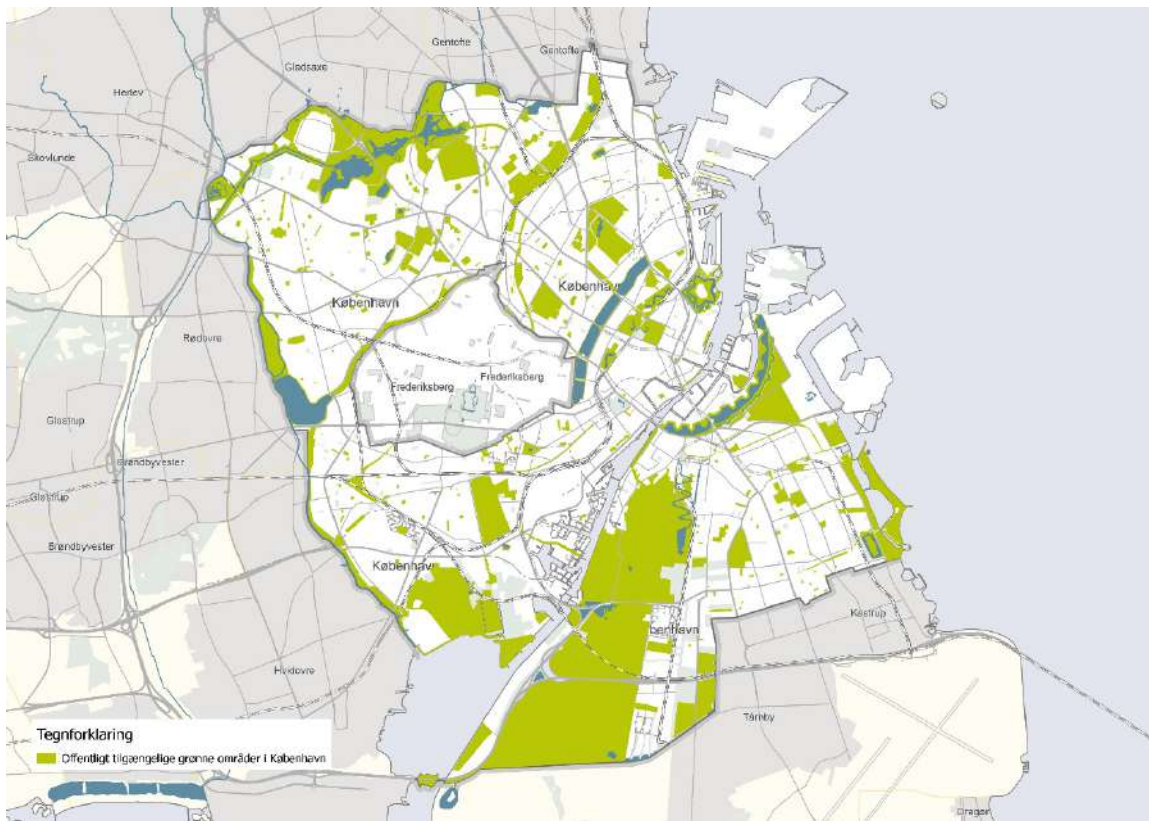 Gentofte
Gentofte
Gladsaxe
Herlev
Skovlunde
København
København
Rødovre
Frederiksberg
Frederiksberg
Glostrup
Brøndbyvester
Glostrup
Brøndbyvester
København
Kastrup
benhavn
Hvidovre
Tårnby
Tegnforklaring
Offentligt tilgængelige grønne områder i København
Dragør